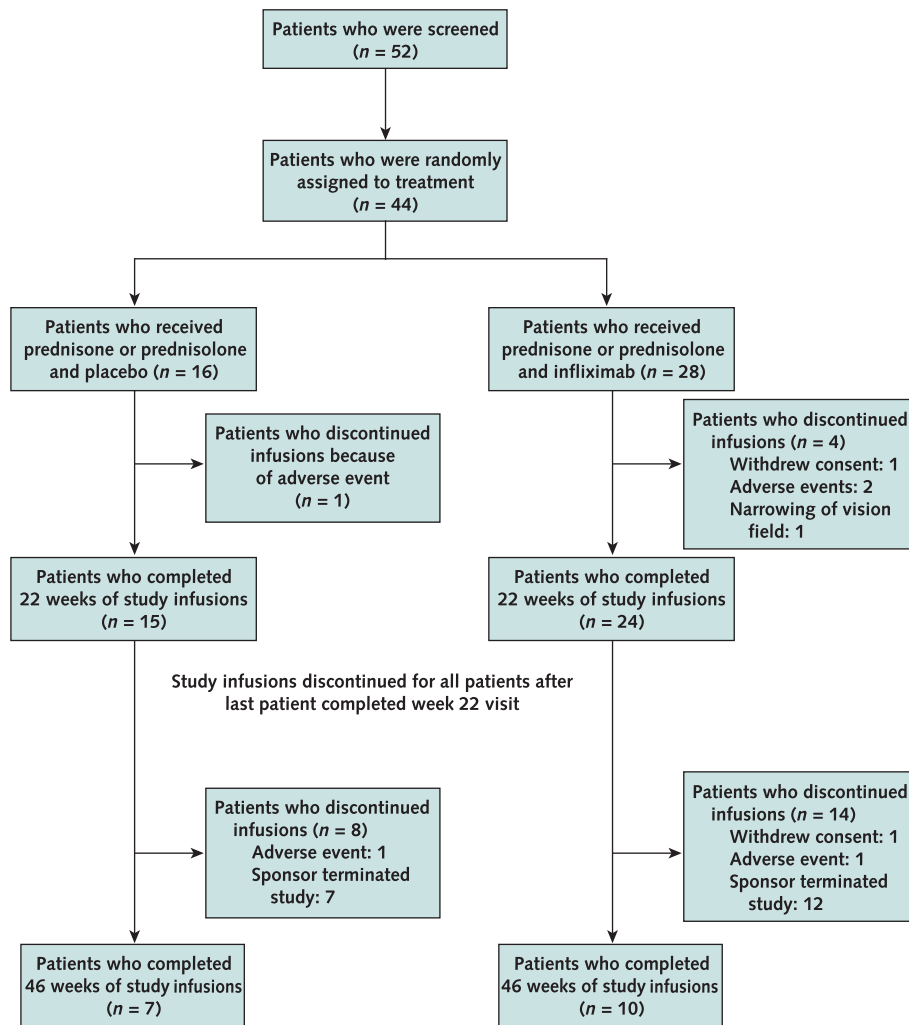 Patients who were screened
(n = 52)
Patients who were randomly
assigned to treatment
(n = 44)
Patients who received
prednisone or prednisolone
and placebo (n = 16)
Patients who received
prednisone or prednisolone
and infliximab (n = 28)
Patients who discontinued
infusions because
of adverse event
(n = 1)
Patients who discontinued
infusions (n = 4)
Withdrew consent: 1
Adverse events: 2
Narrowing of vision
field: 1
Patients who completed
22 weeks of study infusions
(n = 15)
Patients who completed
22 weeks of study infusions
(n = 24)
Study infusions discontinued for all patients after
last patient completed week 22 visit
Patients who discontinued
infusions (n = 8)
Adverse event: 1
Sponsor terminated
study: 7
Patients who discontinued
infusions (n = 14)
Withdrew consent: 1
Adverse event: 1
Sponsor terminated
study: 12
Patients who completed
46 weeks of study infusions
(n = 7)
Patients who completed
46 weeks of study infusions
(n = 10)